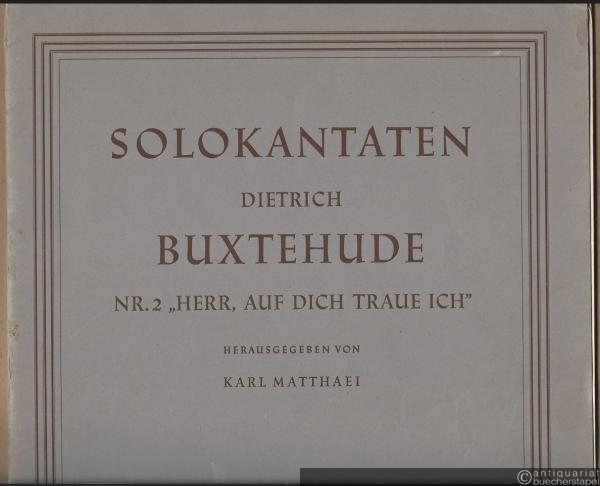 SOLOKANTATEN
DIETRICH
BUXTEHUDE
NR. 2 „HERR, AUF DICH TRAUE ICH"
HERAUSGEGEBEN VON
KARL MATTHAEI
© antiquariat
buecherstapel